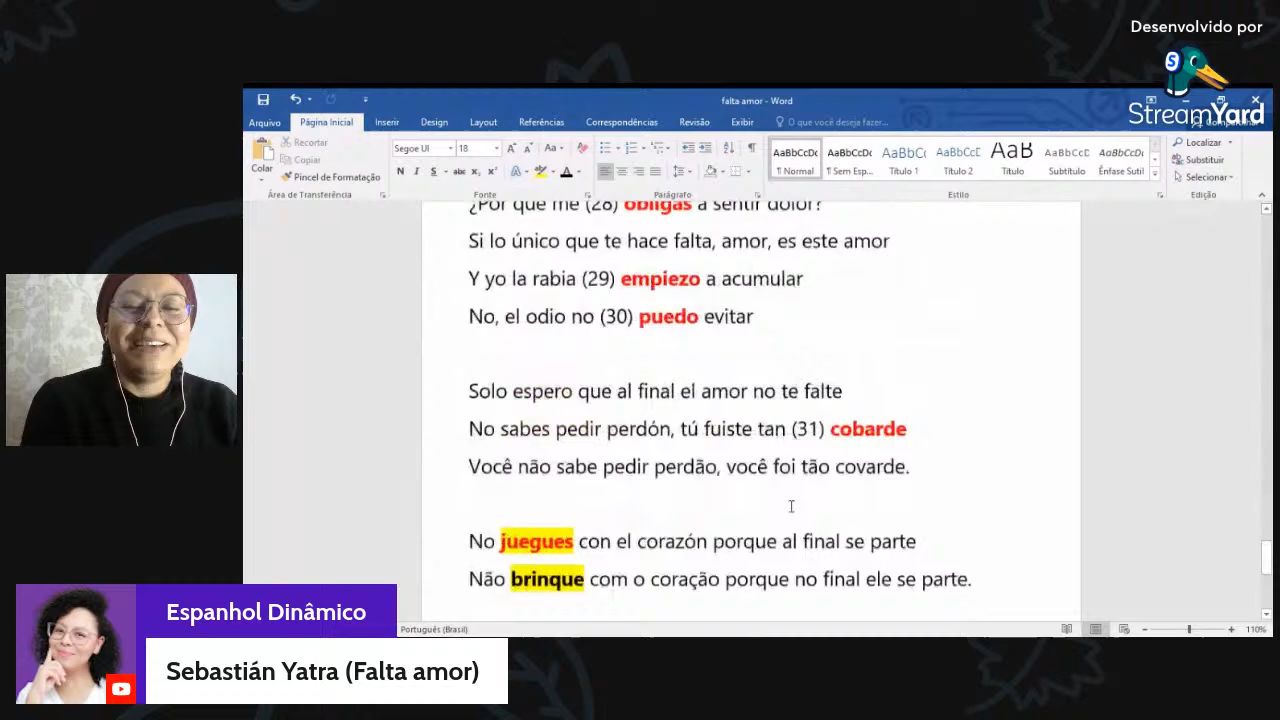 Desenvolvido por
StreamYard
falta amor - Word
Arquivo Página Inicial Inserir Design Layout Referências Correspondências Revisão Exibir O que você deseja fazer...
Recortar
Copiar
Pincel de Formatação
Colar
Área de Transferência
Segoe UI 18
Fonte
Parágrafo
AaBbCcDc AaBbCcDc AaBbCc AaBbCcD AaB AaBbCcD AaBbCcDc
¶ Normal ¶ Sem Esp... Título 1 Título 2 Título Subtítulo Ênfase Sutil
Estilo
Localizar
Substituir
Selecionar
Edição
¿Por qué me (28) obligas a sentir dolor?
Si lo único que te hace falta, amor, es este amor
Y yo la rabia (29) empiezo a acumular
No, el odio no (30) puedo evitar
Solo espero que al final el amor no te falte
No sabes pedir perdón, tú fuiste tan (31) cobarde
Você não sabe pedir perdão, você foi tão covarde.
No juegues con el corazón porque al final se parte
Não brinque com o coração porque no final ele se parte.
Português (Brasil)
110%
Espanhol Dinâmico
Sebastián Yatra (Falta amor)